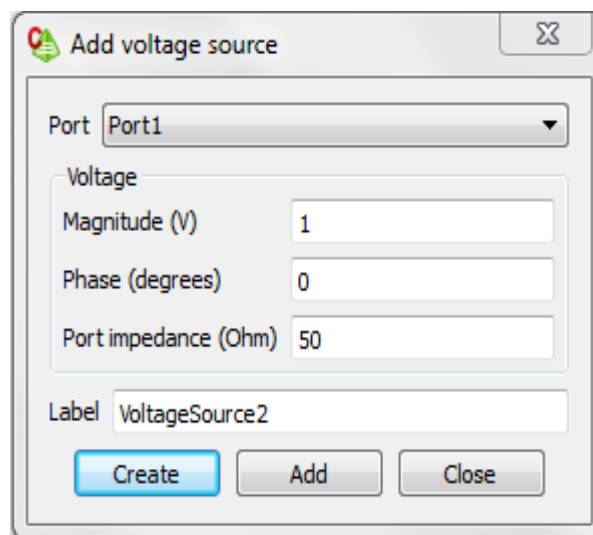 Add voltage source
Port Port1
Voltage
Magnitude (V) 1
Phase (degrees) 0
Port impedance (Ohm) 50
Label VoltageSource2
Create Add Close